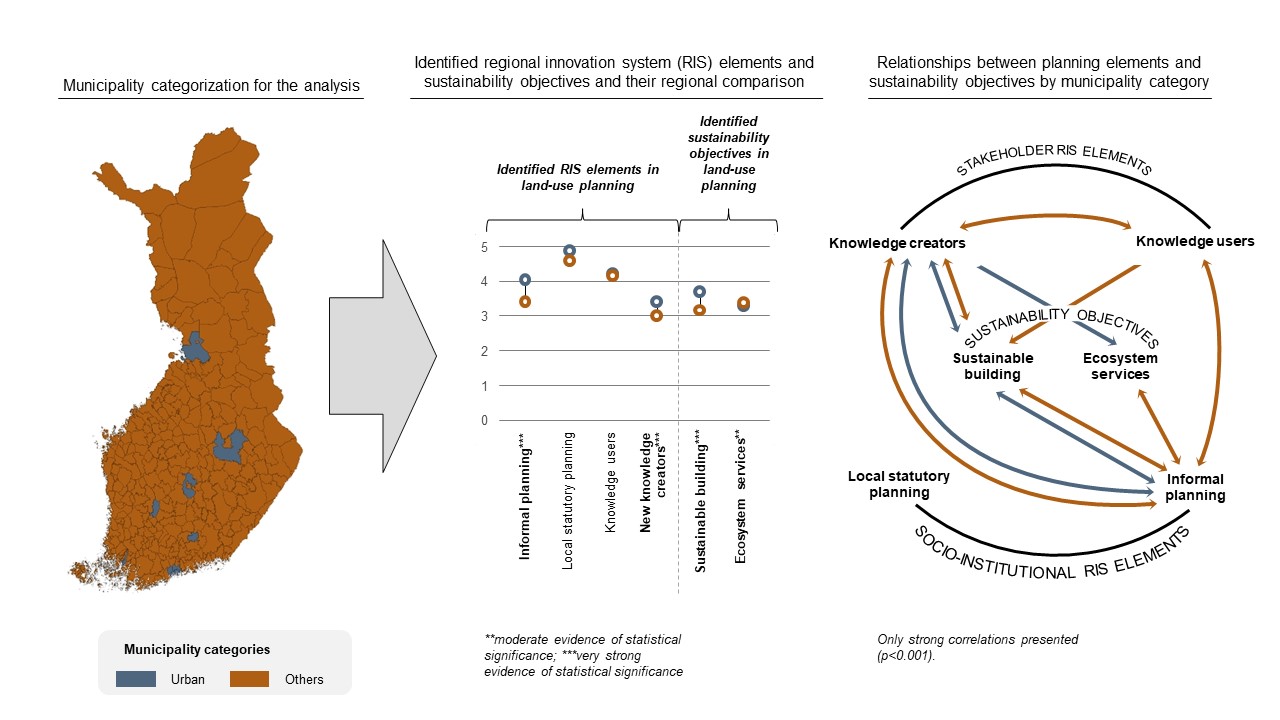 Municipality categorization for the analysis
Identified regional innovation system (RIS) elements and
sustainability objectives and their regional comparison
Relationships between planning elements and
sustainability objectives by municipality category
Identified RIS elements in
land-use planning
Identified
sustainability
objectives in
land-use
planning
5
4
3
2
1
0
Informal planning***
Local statutory planning
Knowledge users
New knowledge
creators***
Sustainable building***
Ecosystem services**
STAKEHOLDER RIS ELEMENTS
Knowledge creators
Knowledge users
SUSTAINABILITY OBJECTIVES
Sustainable
building
Ecosystem
services
Local statutory
planning
Informal
planning
SOCIO-INSTITUTIONAL RIS ELEMENTS
Municipality categories
Urban
Others
**moderate evidence of statistical
significance; ***very strong
evidence of statistical significance
Only strong correlations presented
(p<0.001).